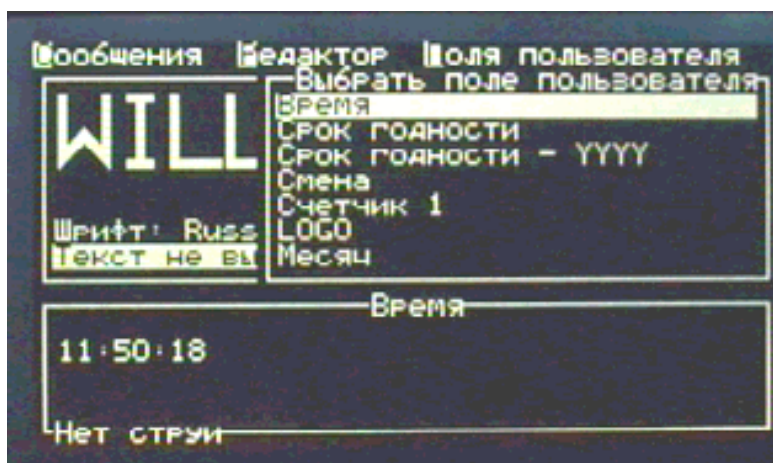 Сообщения Редактор Поля пользователя
Выбрать поле пользователя
Время
Срок годности
Срок годности - YYYY
Смена
Счетчик 1
LOGO
Месяц
WILL
Шрифт: Russ
Текст не вы
Время
11:50:18
Нет струи